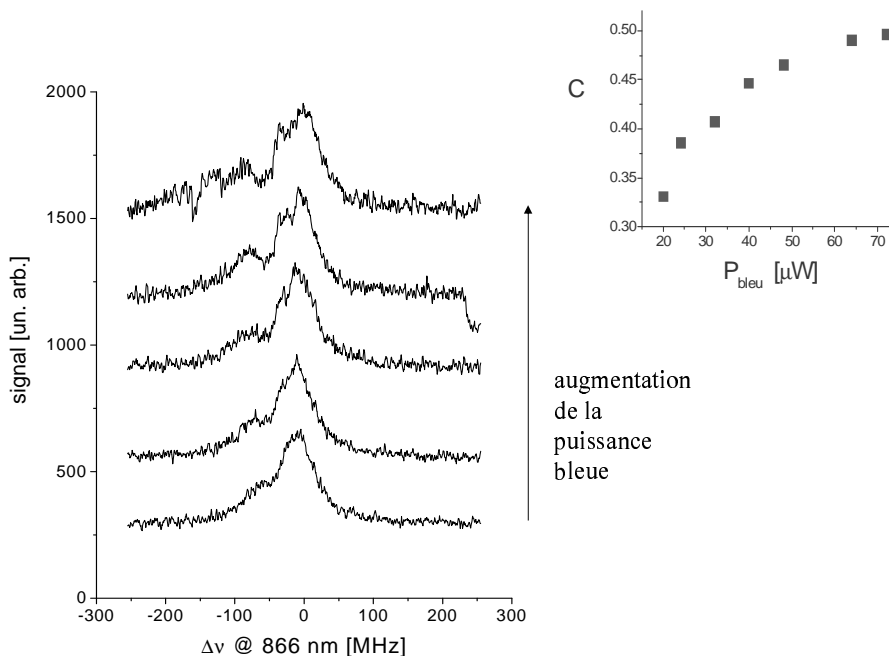 C
0.50
0.45
0.40
0.35
0.30
20 30 40 50 60 70
P_bleu [μW]
signal [un. arb.]
2000
1500
1000
500
0
-300 -200 -100 0 100 200 300
Δν @ 866 nm [MHz]
augmentation
de la
puissance
bleue